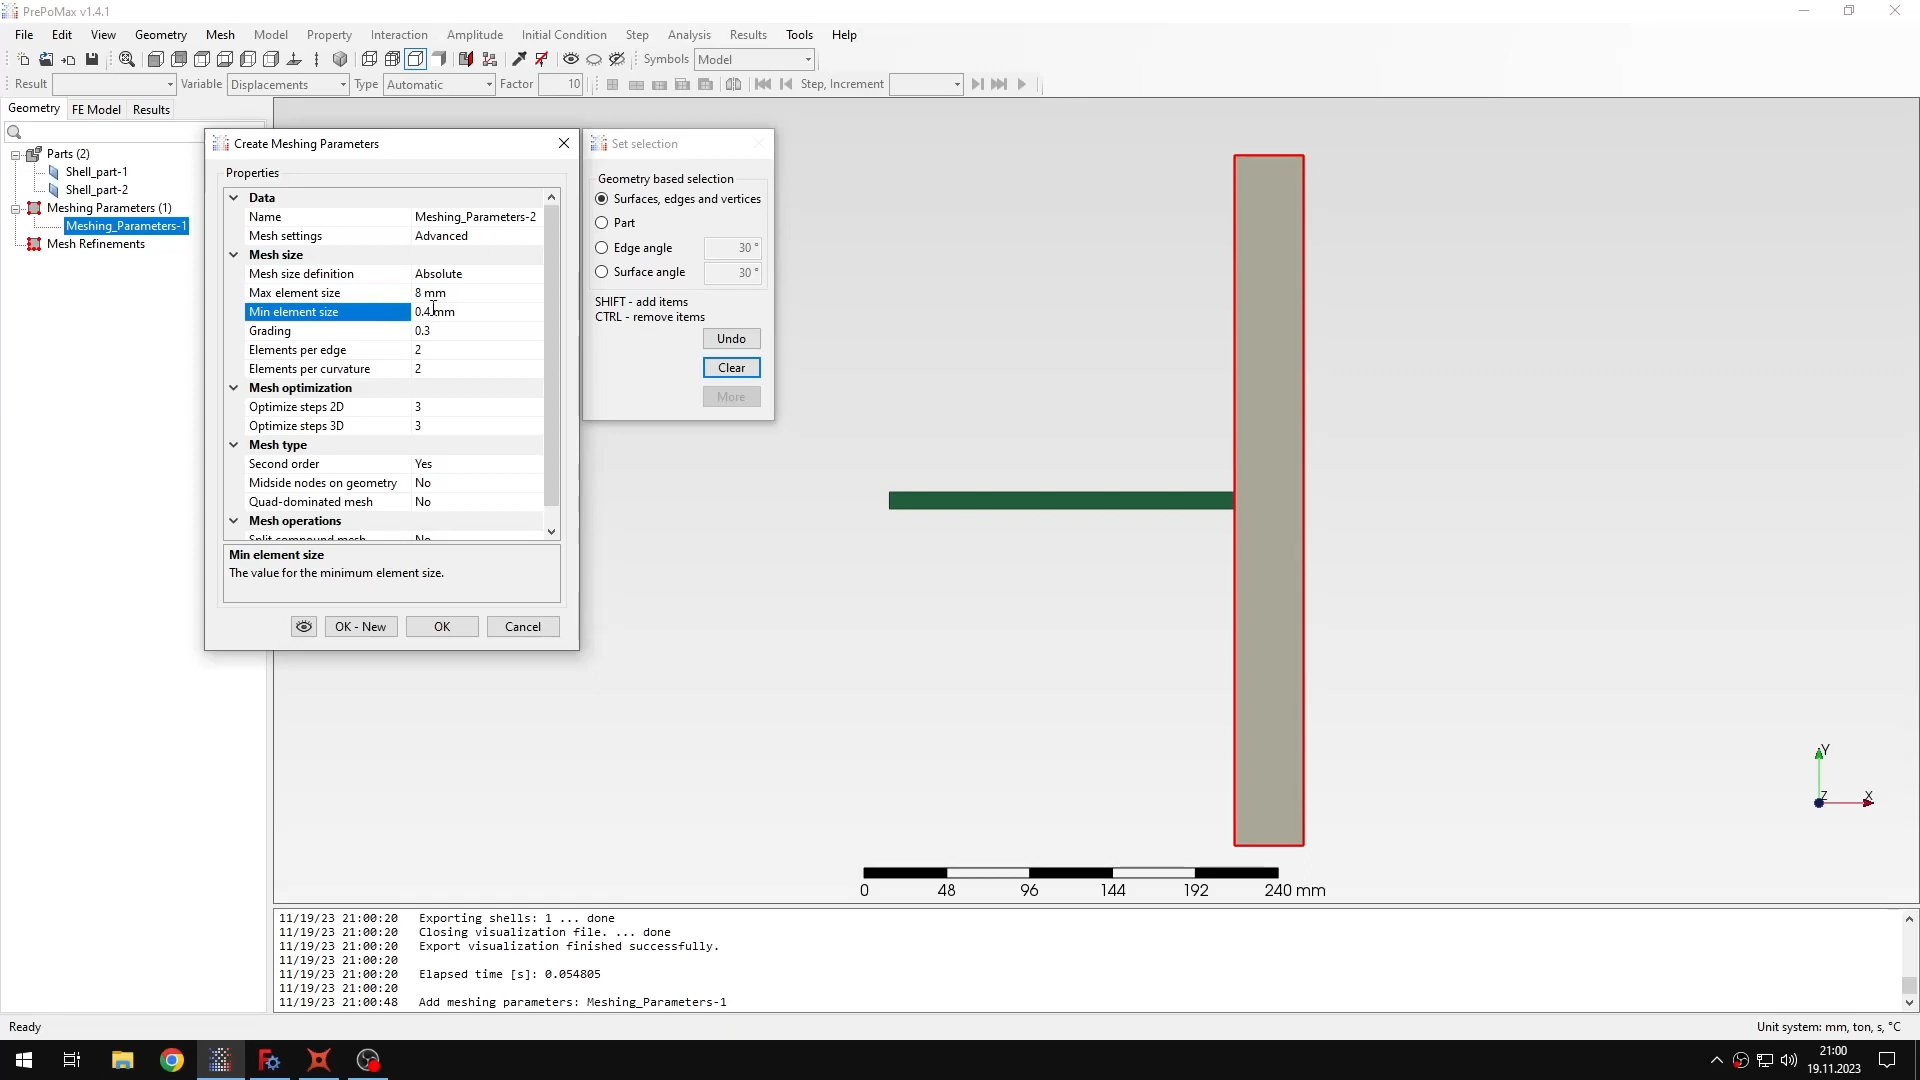 PrePoMax v1.4.1
File Edit View Geometry Mesh Model Property Interaction Amplitude Initial Condition Step Analysis Results Tools Help
Symbols Model
Result Variable Displacements Type Automatic Factor 10 Step, Increment
Geometry FE Model Results
Parts (2)
Shell_part-1
Shell_part-2
Meshing Parameters (1)
Meshing_Parameters-1
Mesh Refinements
Create Meshing Parameters
Properties
Data
Name Meshing_Parameters-2
Mesh settings Advanced
Mesh size
Mesh size definition Absolute
Max element size 8 mm
Min element size 0.4 mm
Grading 0.3
Elements per edge 2
Elements per curvature 2
Mesh optimization
Optimize steps 2D 3
Optimize steps 3D 3
Mesh type
Second order Yes
Midside nodes on geometry No
Quad-dominated mesh No
Mesh operations
Split compound mesh No
Min element size
The value for the minimum element size.
OK - New OK Cancel
Set selection
Geometry based selection
Surfaces, edges and vertices
Part
Edge angle 30 °
Surface angle 30 °
SHIFT - add items
CTRL - remove items
Undo
Clear
More
Y
Z X
0 48 96 144 192 240 mm
11/19/23 21:00:20 Exporting shells: 1 ... done
11/19/23 21:00:20 Closing visualization file. ... done
11/19/23 21:00:20 Export visualization finished successfully.
11/19/23 21:00:20
11/19/23 21:00:20 Elapsed time [s]: 0.054805
11/19/23 21:00:20
11/19/23 21:00:48 Add meshing parameters: Meshing_Parameters-1
Ready
Unit system: mm, ton, s, °C
21:00
19.11.2023